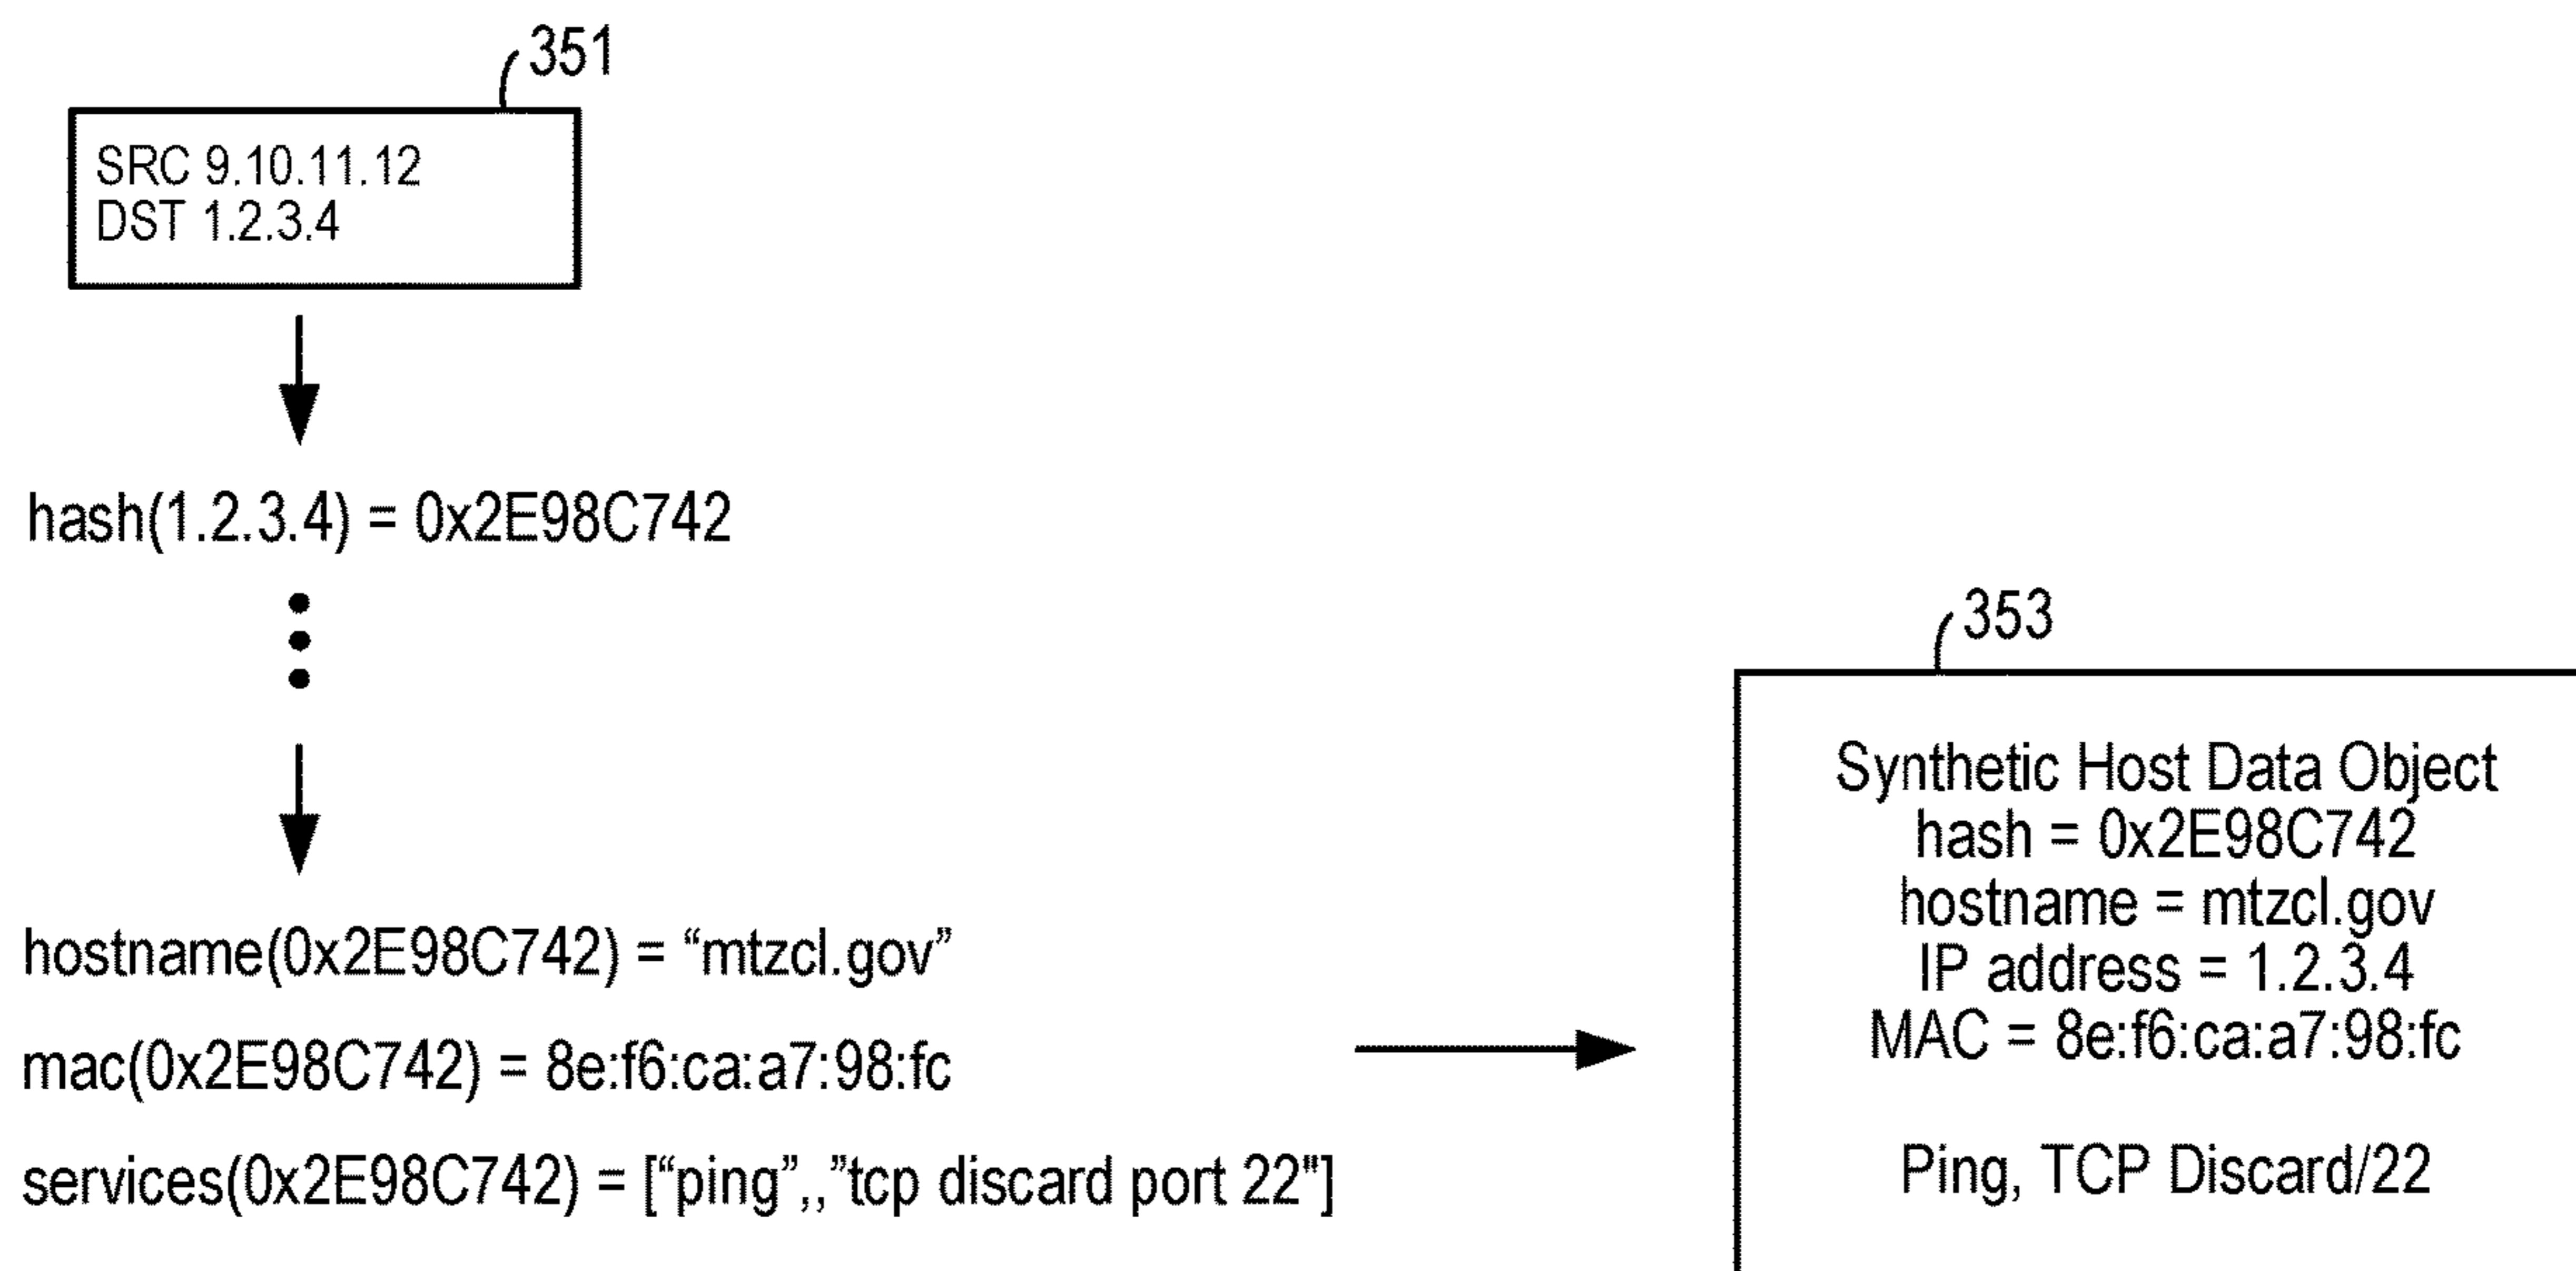 351
SRC 9.10.11.12
DST 1.2.3.4
hash(1.2.3.4) = 0x2E98C742
hostname(0x2E98C742) = “mtzcl.gov”
mac(0x2E98C742) = 8e:f6:ca:a7:98:fc
services(0x2E98C742) = [“ping”,,”tcp discard port 22"]
353
Synthetic Host Data Object
hash = 0x2E98C742
hostname = mtzcl.gov
IP address = 1.2.3.4
MAC = 8e:f6:ca:a7:98:fc
Ping, TCP Discard/22